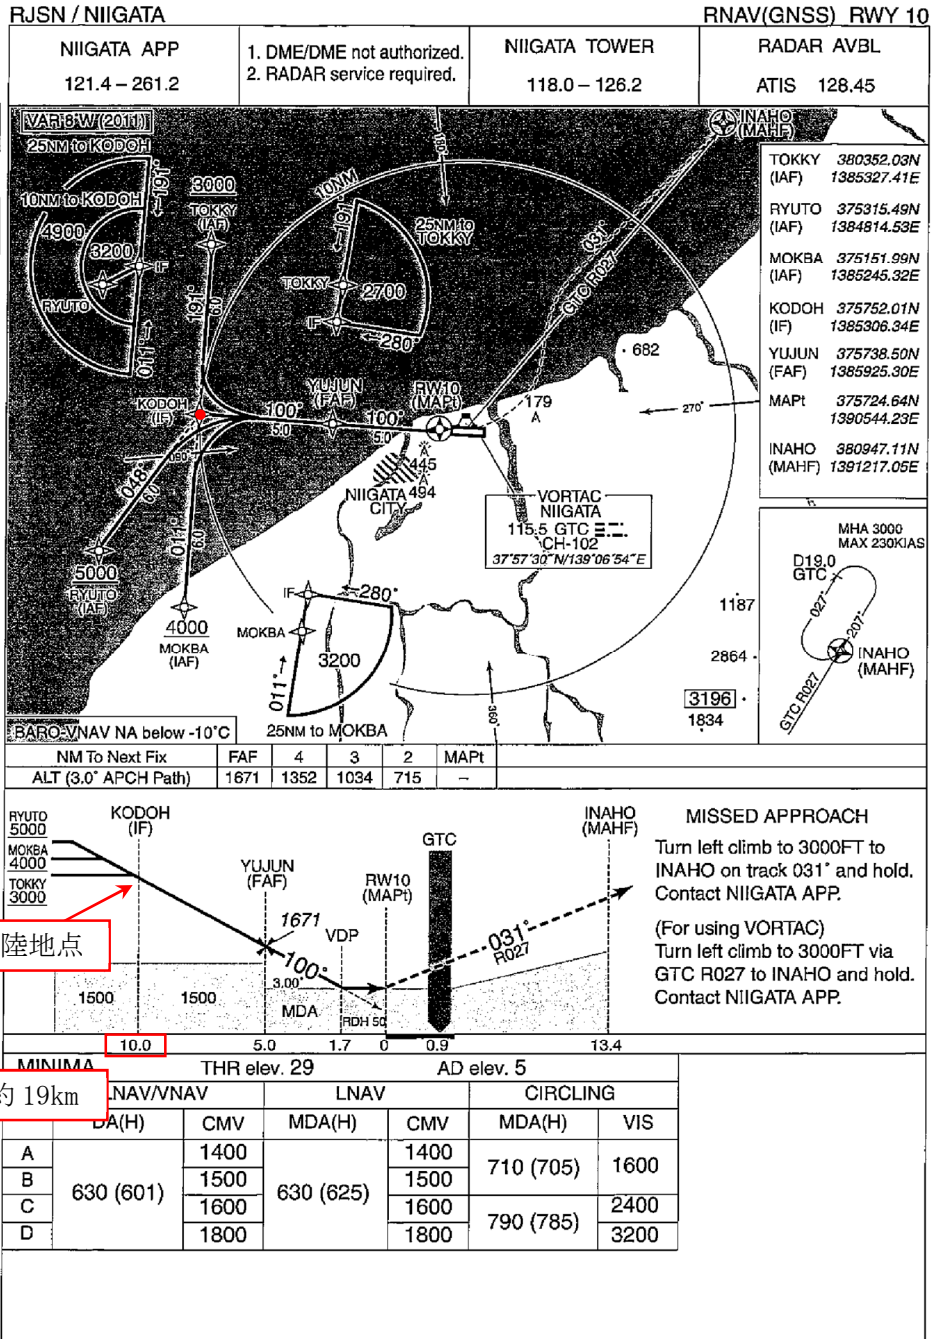 RJSN / NIIGATA
RNAV(GNSS) RWY 10
NIIGATA APP
121.4 – 261.2
1. DME/DME not authorized.
2. RADAR service required.
NIIGATA TOWER
118.0 – 126.2
RADAR AVBL
ATIS 128.45
VAR 8°W (2011)
25NM to KODOH
10NM to KODOH
4900
3200
IF
RYUTO
191°
011°
3000
TOKKY
(IAF)
191°
6.0
10NM
191°
25NM to
TOKKY
TOKKY
2700
IF
280°
180°
INAHO
(MAHF)
031°
GTC R027
TOKKY 380352.03N
(IAF) 1385327.41E
RYUTO 375315.49N
(IAF) 1384814.53E
MOKBA 375151.99N
(IAF) 1385245.32E
KODOH 375752.01N
(IF) 1385306.34E
YUJUN 375738.50N
(FAF) 1385925.30E
MAPt 375724.64N
1390544.23E
INAHO 380947.11N
(MAHF) 1391217.05E
682
KODOH
(IF)
100°
5.0
YUJUN
(FAF)
100°
5.0
RW10
(MAPt)
179
A
270°
090°
048°
6.0
011°
6.0
A
445
A
494
NIIGATA
CITY
VORTAC
NIIGATA
115.5 GTC
CH-102
37°57'30"N/139°06'54"E
5000
RYUTO
(IAF)
4000
MOKBA
(IAF)
IF
280°
MOKBA
3200
011°
25NM to MOKBA
360°
1187
2864
3196
1834
MHA 3000
MAX 230KIAS
D19.0
GTC
027°
207°
INAHO
(MAHF)
GTC R027
BARO-VNAV NA below -10°C
NM To Next Fix FAF 4 3 2 MAPt
ALT (3.0° APCH Path) 1671 1352 1034 715 –
RYUTO
5000
MOKBA
4000
TOKKY
3000
KODOH
(IF)
YUJUN
(FAF)
1671
VDP
RW10
(MAPt)
GTC
INAHO
(MAHF)
陸地点
100°
3.00°
MDA
RDH 50
031°
R027
1500
1500
10.0 5.0 1.7 0 0.9 13.4
MISSED APPROACH
Turn left climb to 3000FT to
INAHO on track 031° and hold.
Contact NIIGATA APP.
(For using VORTAC)
Turn left climb to 3000FT via
GTC R027 to INAHO and hold.
Contact NIIGATA APP.
MINIMA THR elev. 29 AD elev. 5
約 19km
LNAV/VNAV LNAV CIRCLING
DA(H) CMV MDA(H) CMV MDA(H) VIS
A 630 (601) 1400 630 (625) 1400 710 (705) 1600
B 1500 1500
C 1600 1600 790 (785) 2400
D 1800 1800 3200